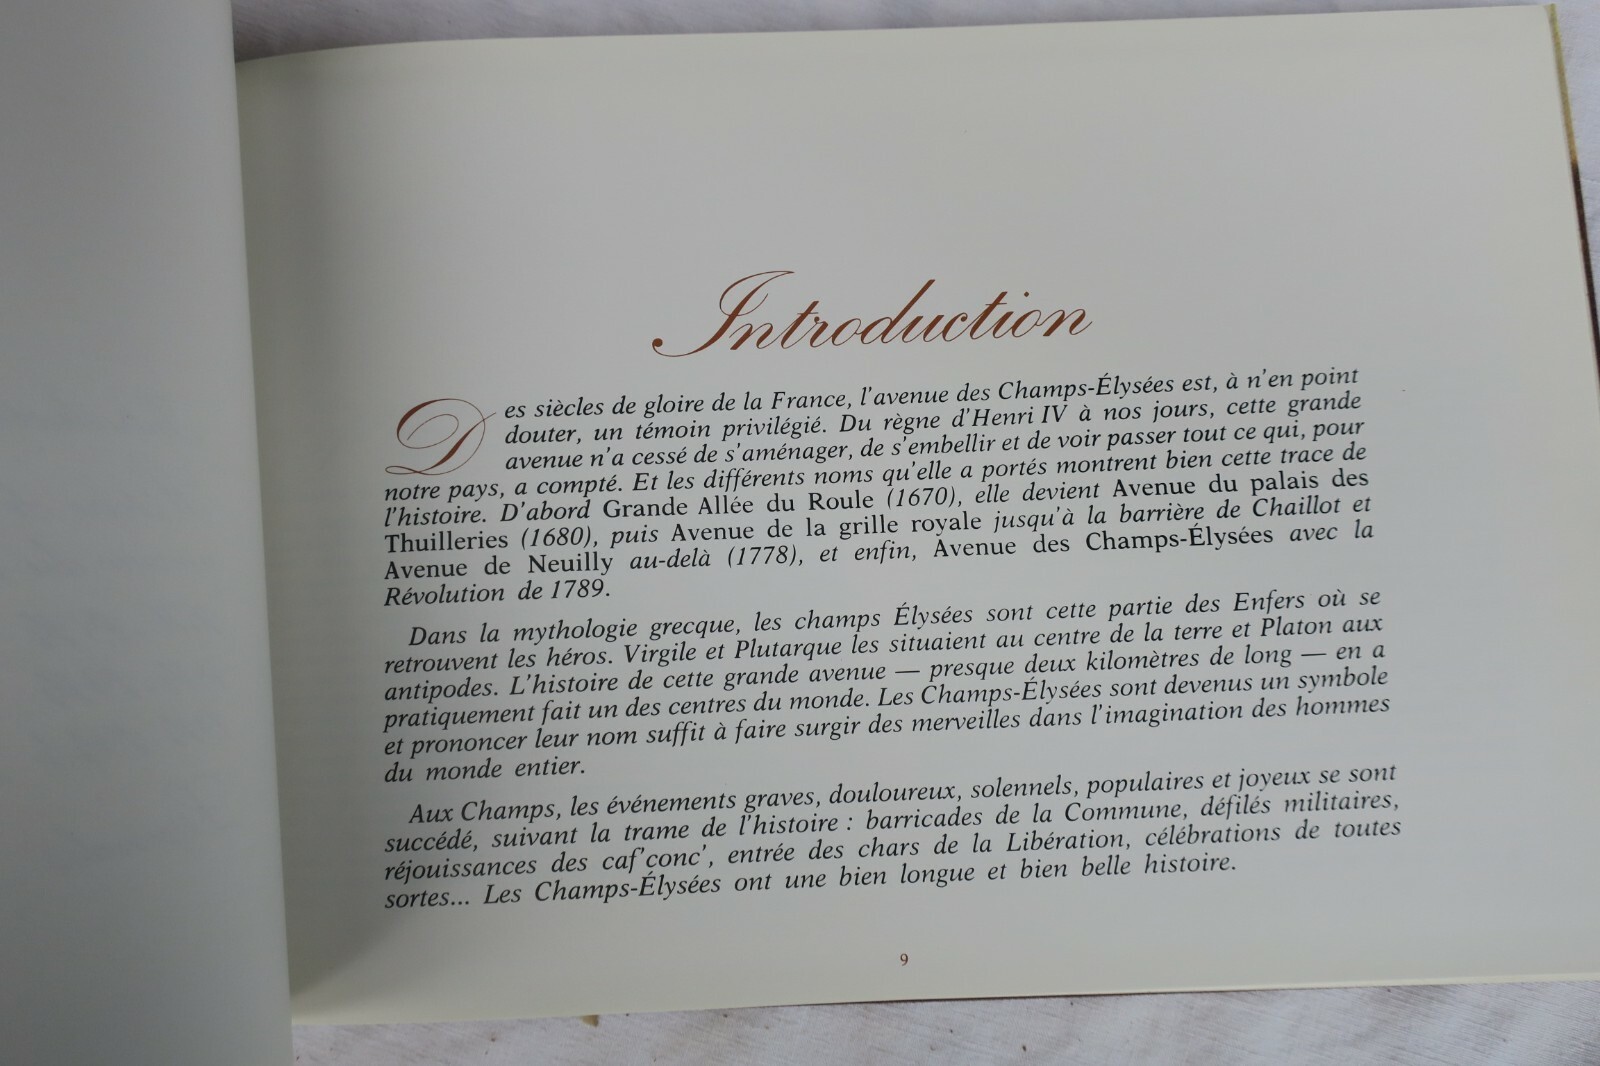 Introduction
Des siècles de gloire de la France, l'avenue des Champs-Élysées est, à n'en point
douter, un témoin privilégié. Du règne d'Henri IV à nos jours, cette grande
avenue n'a cessé de s'aménager, de s'embellir et de voir passer tout ce qui, pour
notre pays, a compté. Et les différents noms qu'elle a portés montrent bien cette trace de
l'histoire. D'abord Grande Allée du Roule (1670), elle devient Avenue du palais des
Thuilleries (1680), puis Avenue de la grille royale jusqu'à la barrière de Chaillot et
Avenue de Neuilly au-delà (1778), et enfin, Avenue des Champs-Élysées avec la
Révolution de 1789.
Dans la mythologie grecque, les champs Élysées sont cette partie des Enfers où se
retrouvent les héros. Virgile et Plutarque les situaient au centre de la terre et Platon aux
antipodes. L'histoire de cette grande avenue — presque deux kilomètres de long — en a
pratiquement fait un des centres du monde. Les Champs-Élysées sont devenus un symbole
et prononcer leur nom suffit à faire surgir des merveilles dans l'imagination des hommes
du monde entier.
Aux Champs, les événements graves, douloureux, solennels, populaires et joyeux se sont
succédé, suivant la trame de l'histoire : barricades de la Commune, défilés militaires,
réjouissances des caf'conc', entrée des chars de la Libération, célébrations de toutes
sortes... Les Champs-Élysées ont une bien longue et bien belle histoire.
9